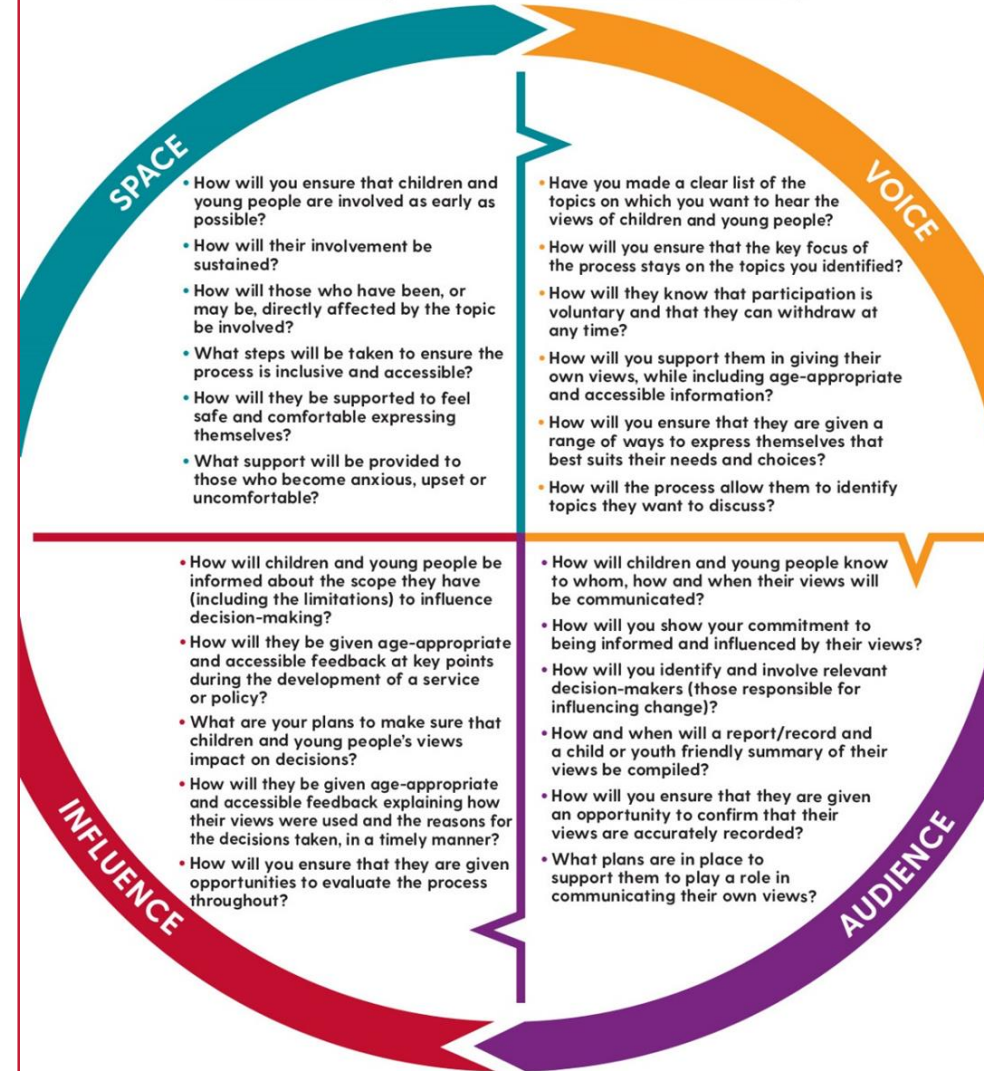 SPACE
• How will you ensure that children and
young people are involved as early as
possible?
• How will their involvement be
sustained?
• How will those who have been, or
may be, directly affected by the topic
be involved?
• What steps will be taken to ensure the
process is inclusive and accessible?
• How will they be supported to feel
safe and comfortable expressing
themselves?
• What support will be provided to
those who become anxious, upset or
uncomfortable?
VOICE
• Have you made a clear list of the
topics on which you want to hear the
views of children and young people?
• How will you ensure that the key focus of
the process stays on the topics you identified?
• How will they know that participation is
voluntary and that they can withdraw at
any time?
• How will you support them in giving their
own views, while including age-appropriate
and accessible information?
• How will you ensure that they are given a
range of ways to express themselves that
best suits their needs and choices?
• How will the process allow them to identify
topics they want to discuss?
INFLUENCE
• How will children and young people be
informed about the scope they have
(including the limitations) to influence
decision-making?
• How will they be given age-appropriate
and accessible feedback at key points
during the development of a service
or policy?
• What are your plans to make sure that
children and young people's views
impact on decisions?
• How will they be given age-appropriate
and accessible feedback explaining how
their views were used and the reasons for
the decisions taken, in a timely manner?
• How will you ensure that they are given
opportunities to evaluate the process
throughout?
AUDIENCE
• How will children and young people know
to whom, how and when their views will
be communicated?
• How will you show your commitment to
being informed and influenced by their views?
• How will you identify and involve relevant
decision-makers (those responsible for
influencing change)?
• How and when will a report/record and
a child or youth friendly summary of their
views be compiled?
• How will you ensure that they are given
an opportunity to confirm that their
views are accurately recorded?
• What plans are in place to
support them to play a role in
communicating their own views?